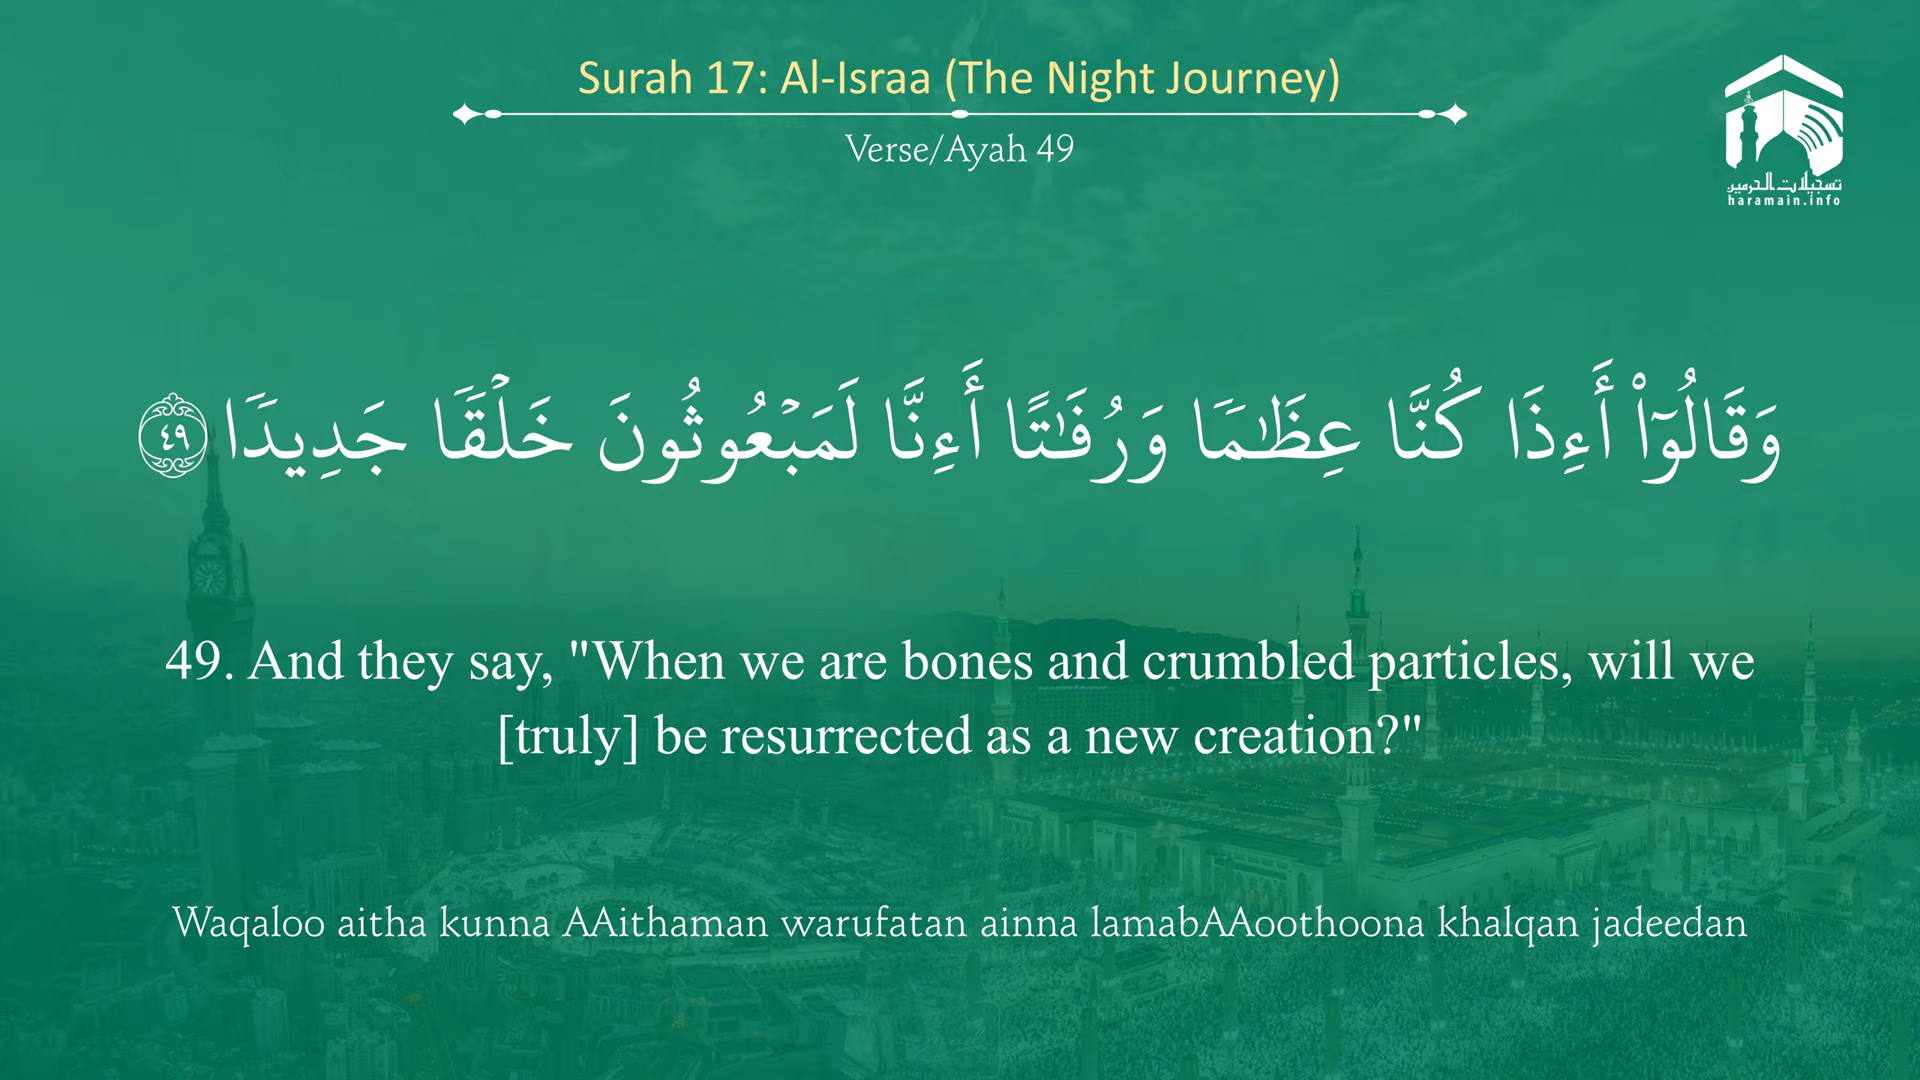 Surah 17: Al-Israa (The Night Journey)
Verse/Ayah 49
تسجيلات الحرمين
haramain.info
وَقَالُوٓا۟ أَءِذَا كُنَّا عِظَٰمًا وَرُفَٰتًا أَءِنَّا لَمَبْعُوثُونَ خَلْقًا جَدِيدًا ٤٩
49. And they say, "When we are bones and crumbled particles, will we
[truly] be resurrected as a new creation?"
Waqaloo aitha kunna AAithaman warufatan ainna lamabAAoothoona khalqan jadeedan